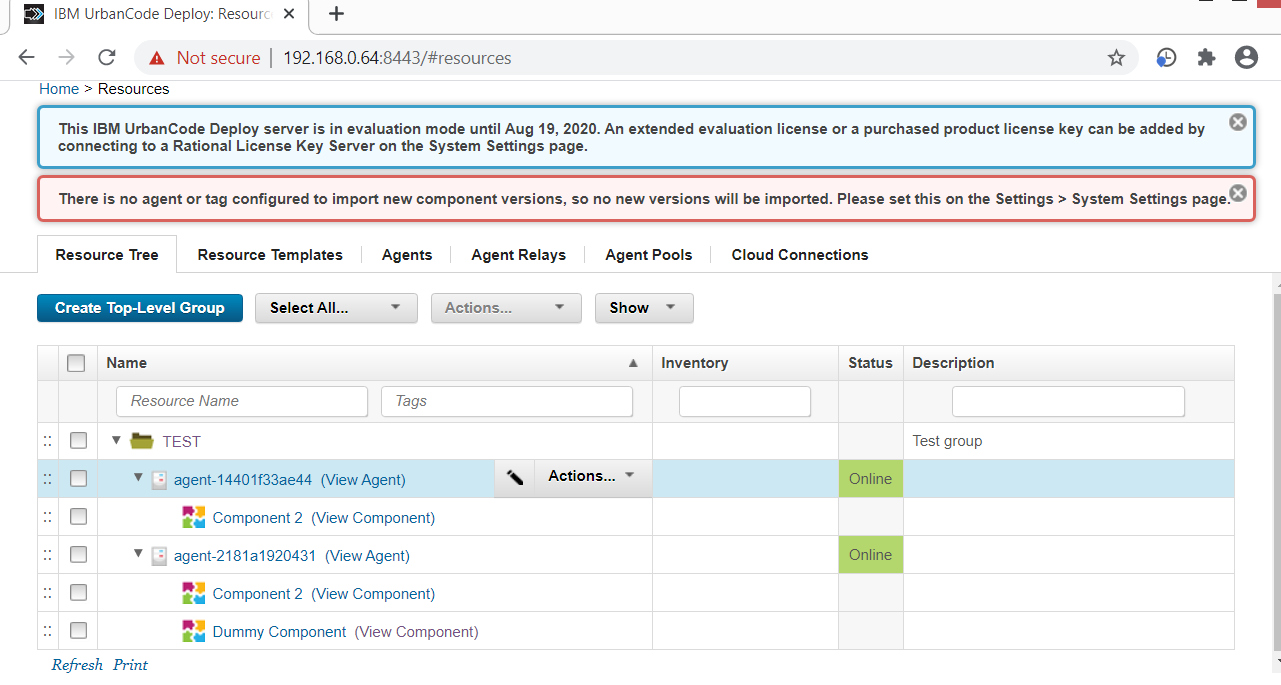 IBM UrbanCode Deploy: Resourc
Not secure 192.168.0.64:8443/#resources
Home > Resources
This IBM UrbanCode Deploy server is in evaluation mode until Aug 19, 2020. An extended evaluation license or a purchased product license key can be added by
connecting to a Rational License Key Server on the System Settings page.
There is no agent or tag configured to import new component versions, so no new versions will be imported. Please set this on the Settings > System Settings page.
Resource Tree Resource Templates Agents Agent Relays Agent Pools Cloud Connections
Create Top-Level Group Select All... Actions... Show
Name Inventory Status Description
Resource Name Tags
TEST Test group
agent-14401f33ae44 (View Agent) Actions... Online
Component 2 (View Component)
agent-2181a1920431 (View Agent) Online
Component 2 (View Component)
Dummy Component (View Component)
Refresh Print